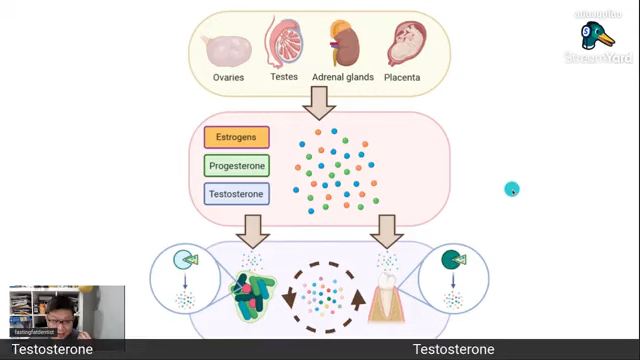 StreamYard
Ovaries
Testes
Adrenal glands
Placenta
Estrogens
Progesterone
Testosterone
fastingfatdentist
Testosterone
Testosterone